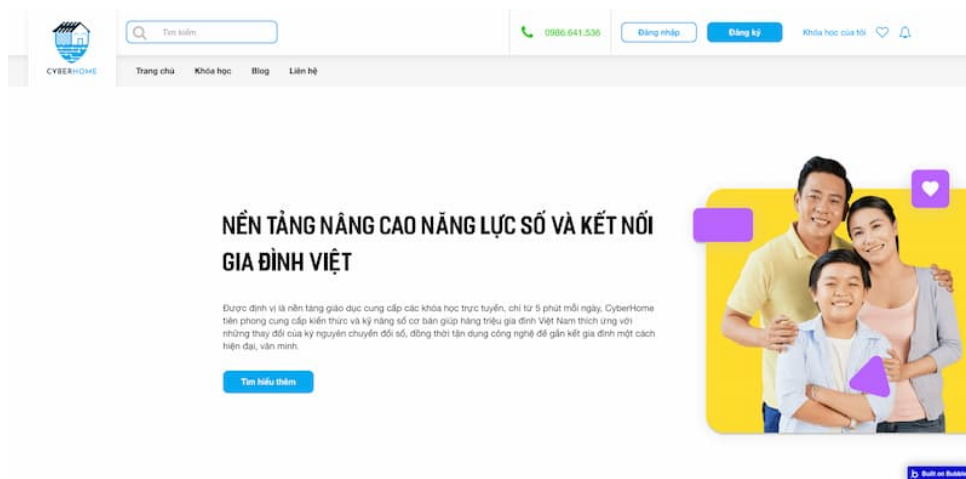 Tìm kiếm
0986.641.536
Đăng nhập
Đăng ký
Khóa học của tôi
CYBERHOME
Trang chủ
Khóa học
Blog
Liên hệ
NỀN TẢNG NÂNG CAO NĂNG LỰC SỐ VÀ KẾT NỐI
GIA ĐÌNH VIỆT
Được định vị là nền tảng giáo dục cung cấp các khóa học trực tuyến, chỉ từ 5 phút mỗi ngày, CyberHome
tiên phong cung cấp kiến thức và kỹ năng số cơ bản giúp hàng triệu gia đình Việt Nam thích ứng với
những thay đổi của kỷ nguyên chuyển đổi số, đồng thời tận dụng công nghệ để gắn kết gia đình một cách
hiện đại, văn minh.
Tìm hiểu thêm
Built on Bubble